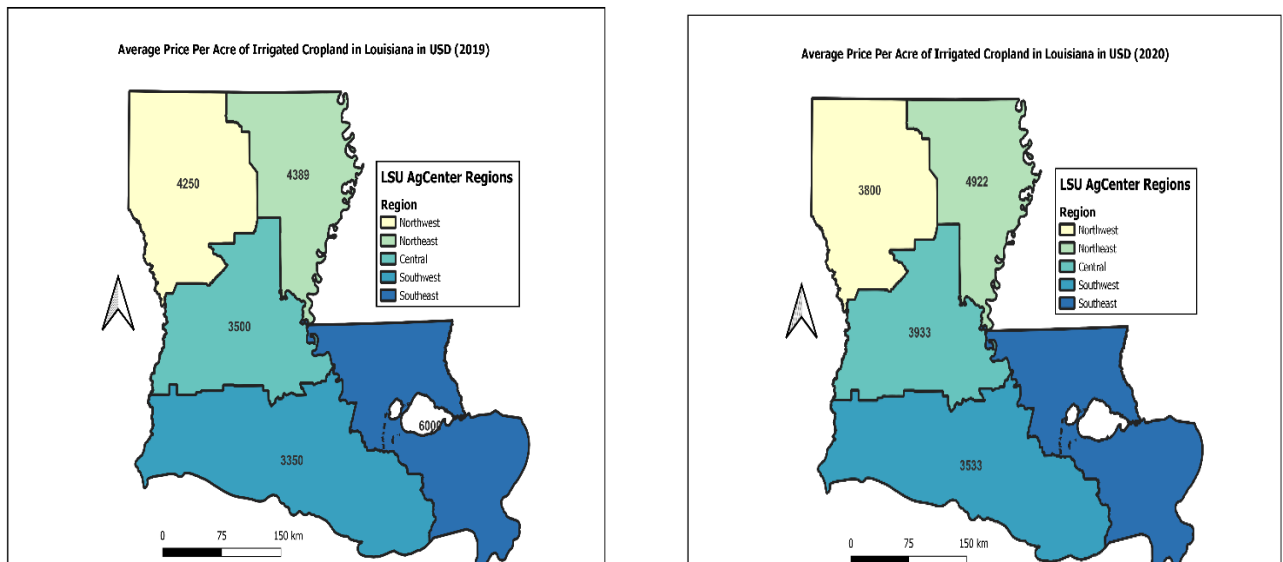 Average Price Per Acre of Irrigated Cropland in Louisiana in USD (2019)
4250
4389
LSU AgCenter Regions
Region
Northwest
Northeast
Central
Southwest
Southeast
3500
6000
3350
0 75 150 km
Average Price Per Acre of Irrigated Cropland in Louisiana in USD (2020)
3800
4922
LSU AgCenter Regions
Region
Northwest
Northeast
Central
Southwest
Southeast
3933
3533
0 75 150 km